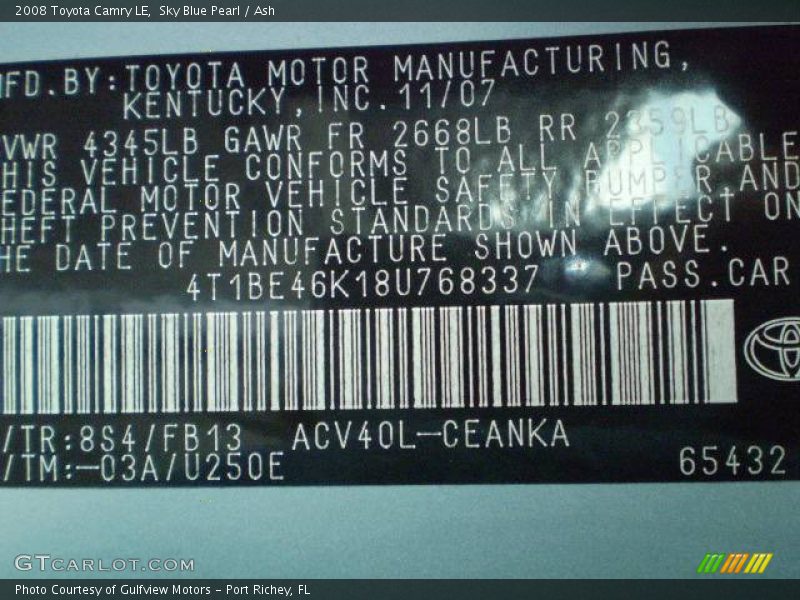 2008 Toyota Camry LE,  Sky Blue Pearl / Ash
MFD.BY:TOYOTA MOTOR MANUFACTURING,
KENTUCKY,INC.11/07
GVWR 4345LB GAWR FR 2668LB RR 2359LB
THIS VEHICLE CONFORMS TO ALL APPLICABLE
FEDERAL MOTOR VEHICLE SAFETY BUMPER,AND
THEFT PREVENTION STANDARDS IN EFFECT ON
THE DATE OF MANUFACTURE SHOWN ABOVE.
4T1BE46K18U768337 PASS.CAR
/TR:8S4/FB13 ACV40L-CEANKA
/TM:-03A/U250E 65432
GTCARLOT.COM
Photo Courtesy of Gulfview Motors - Port Richey, FL